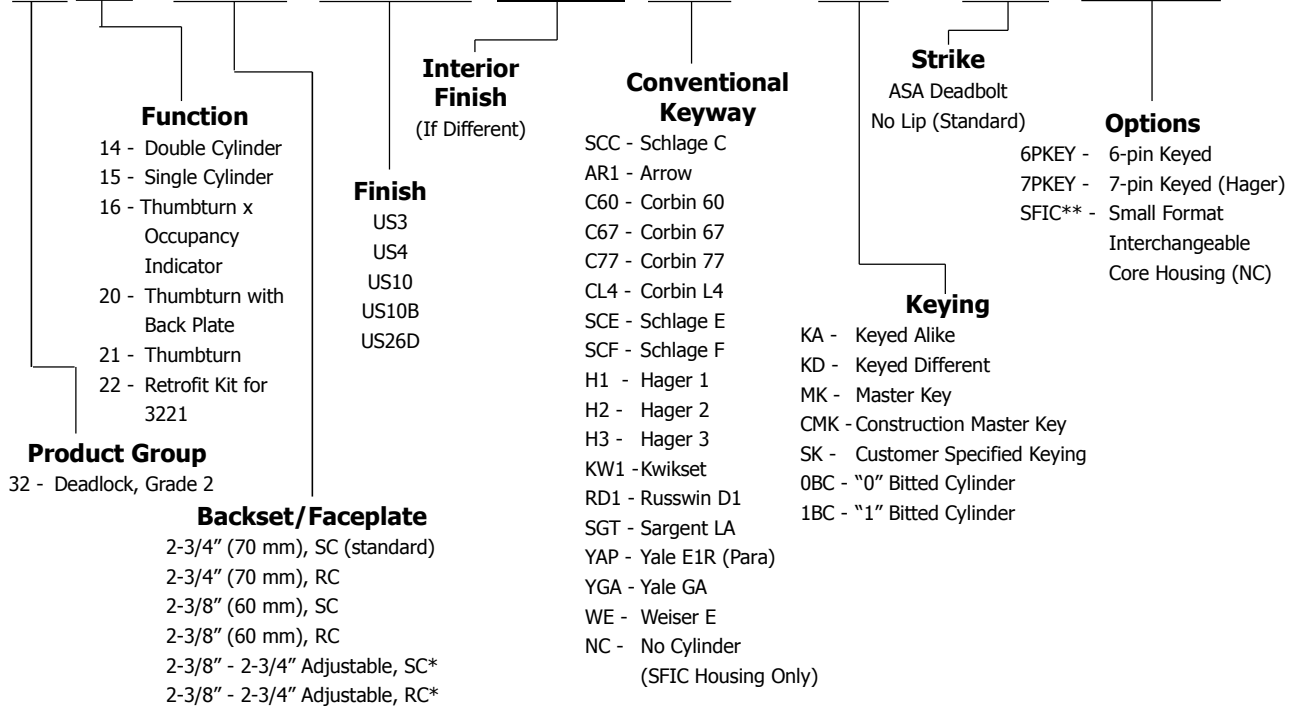 Function
14 - Double Cylinder
15 - Single Cylinder
16 - Thumbturn x
Occupancy
Indicator
20 - Thumbturn with
Back Plate
21 - Thumbturn
22 - Retrofit Kit for
3221
Product Group
32 - Deadlock, Grade 2
Backset/Faceplate
2-3/4” (70 mm), SC (standard)
2-3/4” (70 mm), RC
2-3/8” (60 mm), SC
2-3/8” (60 mm), RC
2-3/8” - 2-3/4” Adjustable, SC*
2-3/8” - 2-3/4” Adjustable, RC*
Finish
US3
US4
US10
US10B
US26D
Interior
Finish
(If Different)
Conventional
Keyway
SCC - Schlage C
AR1 - Arrow
C60 - Corbin 60
C67 - Corbin 67
C77 - Corbin 77
CL4 - Corbin L4
SCE - Schlage E
SCF - Schlage F
H1 - Hager 1
H2 - Hager 2
H3 - Hager 3
KW1 -Kwikset
RD1 - Russwin D1
SGT - Sargent LA
YAP - Yale E1R (Para)
YGA - Yale GA
WE - Weiser E
NC - No Cylinder
(SFIC Housing Only)
Keying
KA - Keyed Alike
KD - Keyed Different
MK - Master Key
CMK - Construction Master Key
SK - Customer Specified Keying
0BC - “0” Bitted Cylinder
1BC - “1” Bitted Cylinder
Strike
ASA Deadbolt
No Lip (Standard)
Options
6PKEY - 6-pin Keyed
7PKEY - 7-pin Keyed (Hager)
SFIC** - Small Format
Interchangeable
Core Housing (NC)